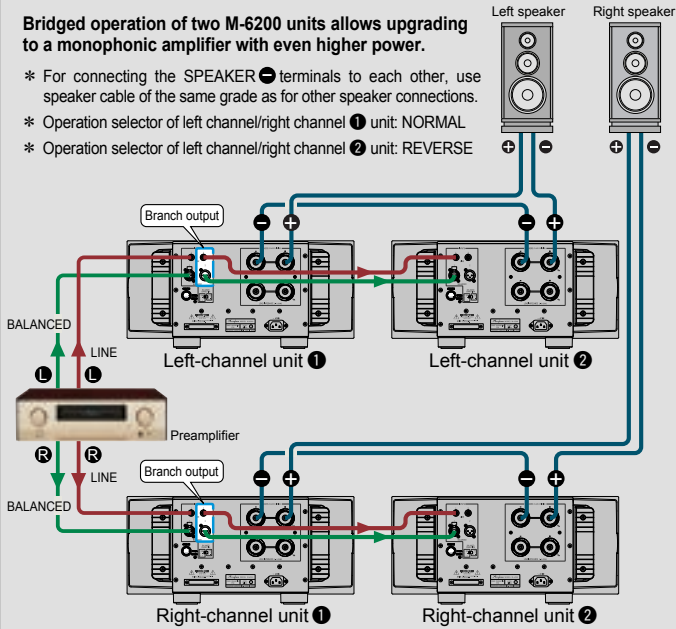 Bridged operation of two M-6200 units allows upgrading
to a monophonic amplifier with even higher power.
* For connecting the SPEAKER ⊖ terminals to each other, use
speaker cable of the same grade as for other speaker connections.
* Operation selector of left channel/right channel ❶ unit: NORMAL
* Operation selector of left channel/right channel ❷ unit: REVERSE
Left speaker
Right speaker
⊕ ⊖
⊕ ⊖
Branch output
⊖ ⊕
⊖ ⊕
BALANCED
LINE
Left-channel unit ❶
Left-channel unit ❷
L
L
Preamplifier
R
R
LINE
BALANCED
Branch output
⊖ ⊕
⊖ ⊕
Right-channel unit ❶
Right-channel unit ❷